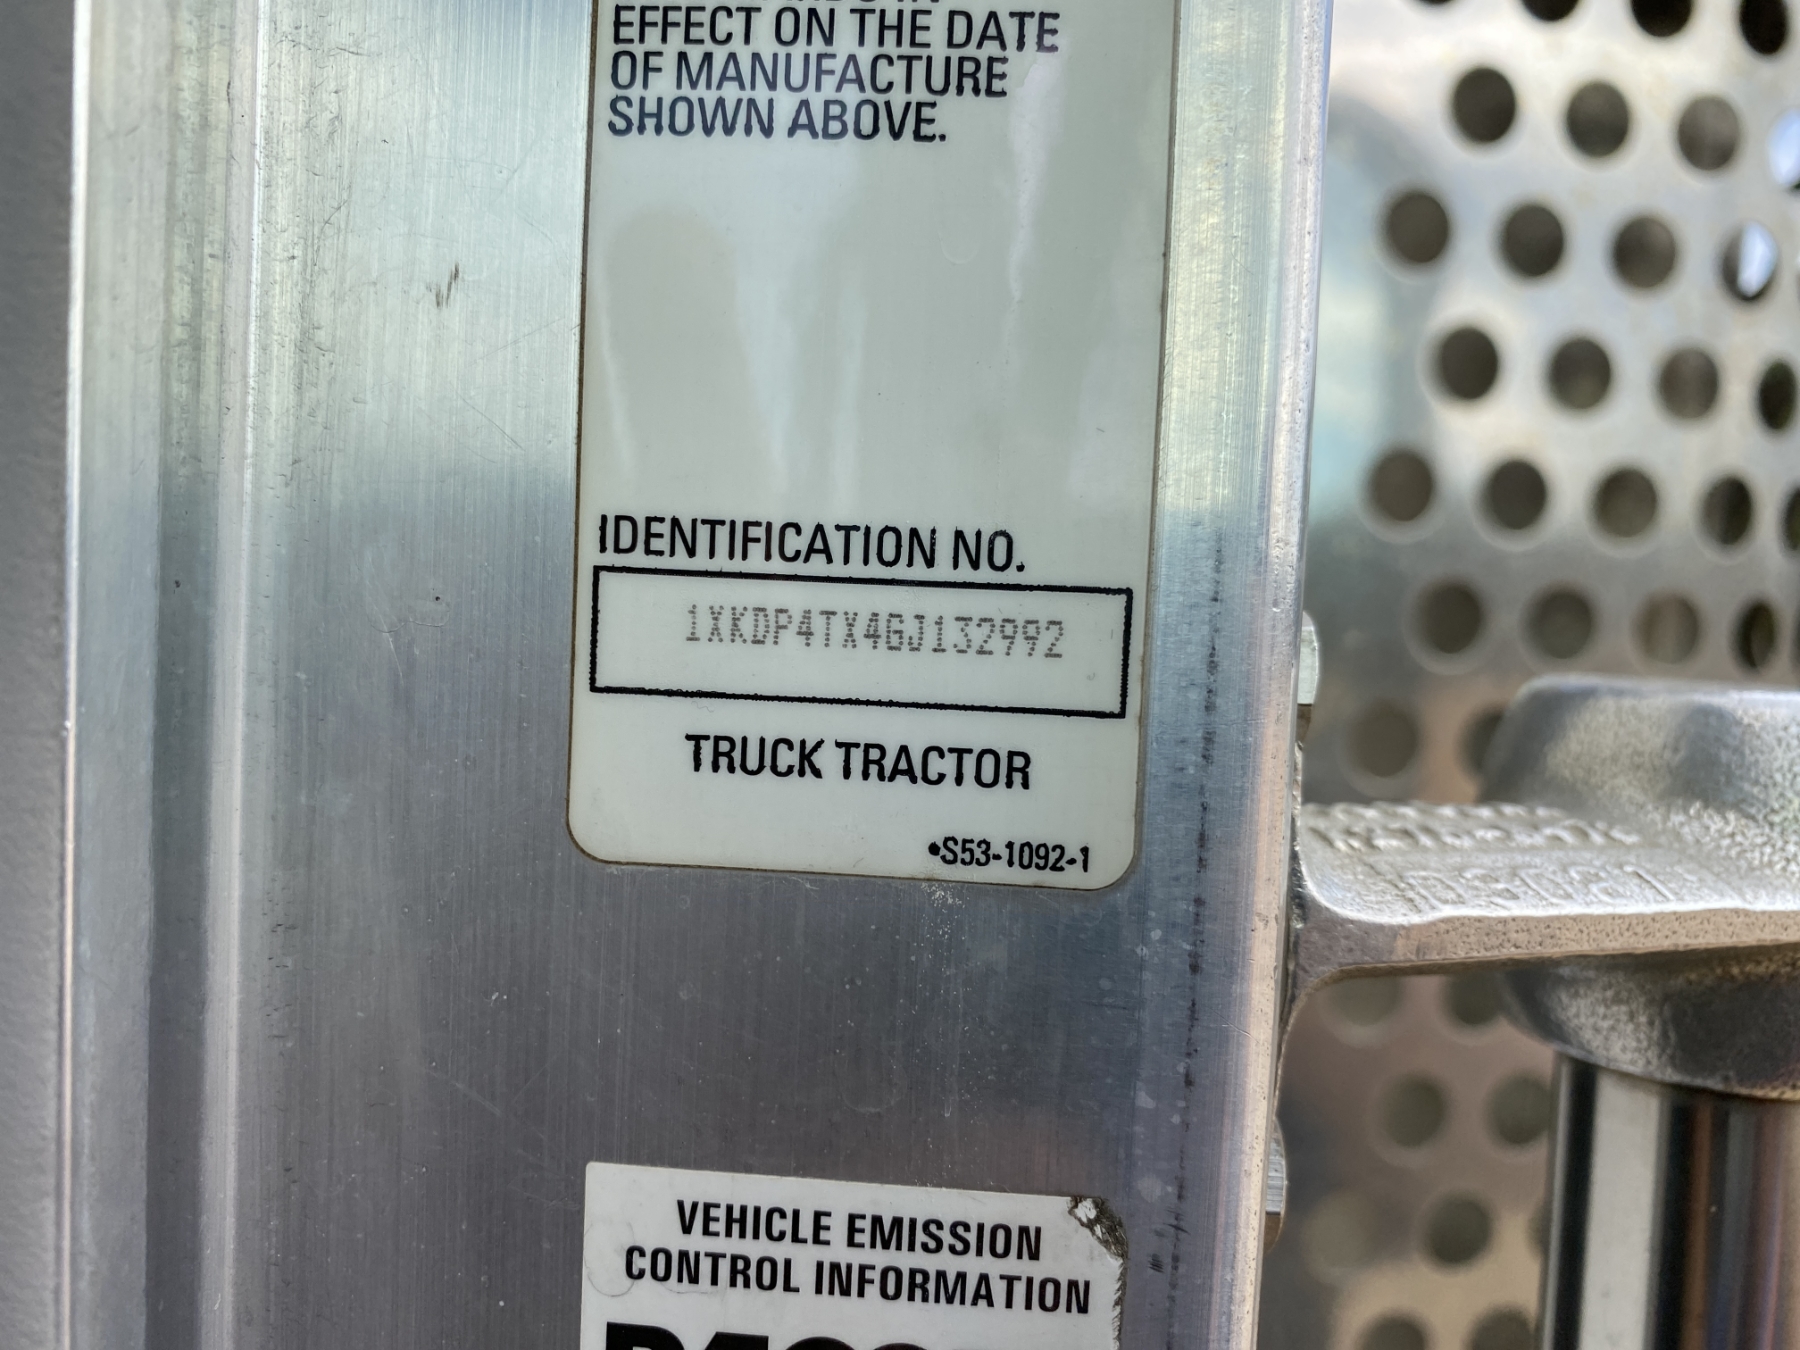 EFFECT ON THE DATE
OF MANUFACTURE
SHOWN ABOVE.
IDENTIFICATION NO.
1XKDP4TX4GJ132992
TRUCK TRACTOR
•S53-1092-1
VEHICLE EMISSION
CONTROL INFORMATION